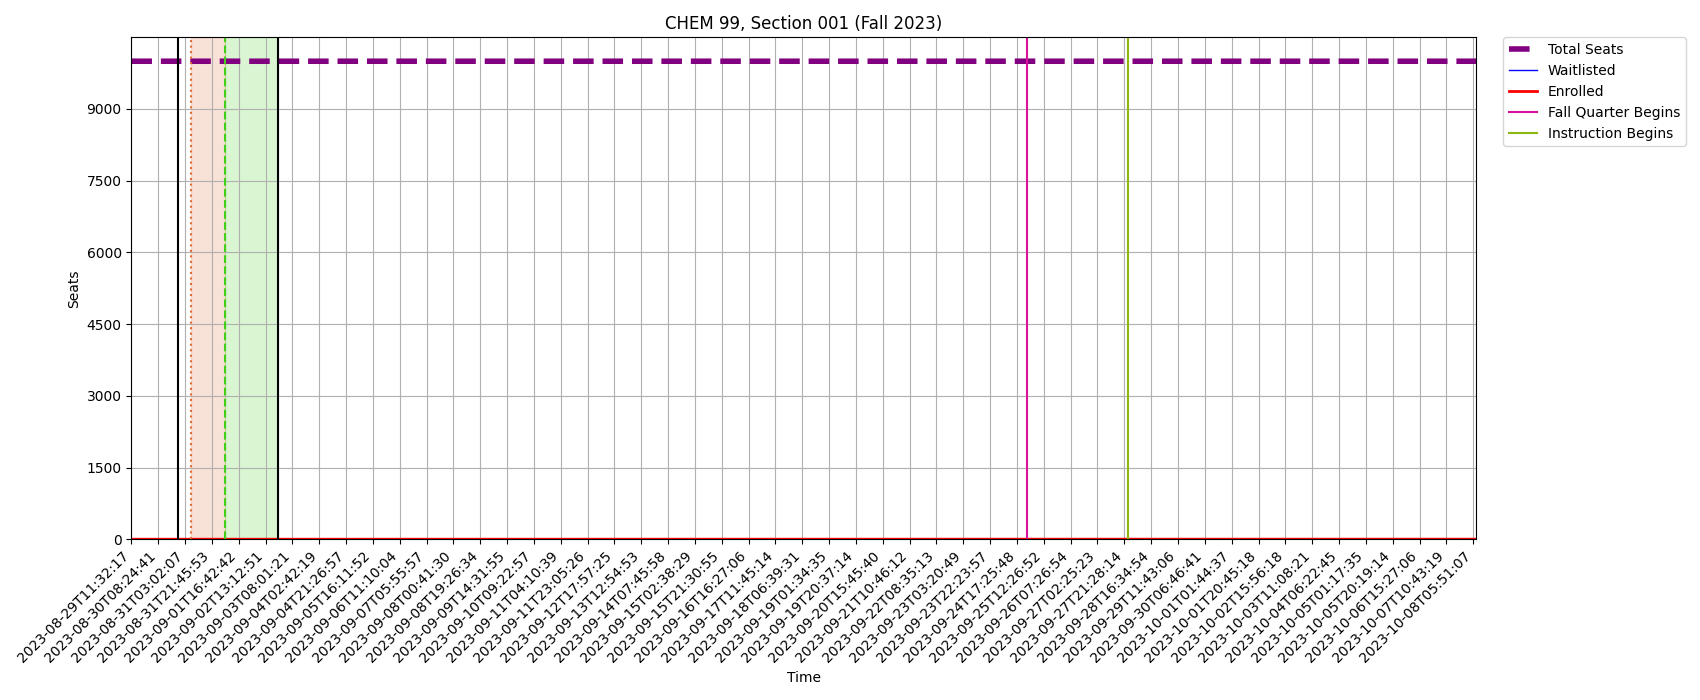 CHEM 99, Section 001 (Fall 2023)
Total Seats
Waitlisted
Enrolled
Fall Quarter Begins
Instruction Begins
Seats
9000
7500
6000
4500
3000
1500
0
2023-08-29T11:32:17
2023-08-30T08:24:41
2023-08-31T03:02:07
2023-08-31T21:45:53
2023-09-01T16:42:42
2023-09-02T13:12:51
2023-09-03T08:01:21
2023-09-04T02:42:19
2023-09-04T21:26:57
2023-09-05T16:11:52
2023-09-06T11:10:04
2023-09-07T05:55:57
2023-09-08T00:41:30
2023-09-08T19:26:34
2023-09-09T14:31:55
2023-09-10T09:22:57
2023-09-11T04:10:39
2023-09-11T23:05:26
2023-09-12T17:57:25
2023-09-13T12:54:53
2023-09-14T07:45:58
2023-09-15T02:38:29
2023-09-15T21:30:55
2023-09-16T16:27:06
2023-09-17T11:45:14
2023-09-18T06:39:31
2023-09-19T01:34:35
2023-09-19T20:37:14
2023-09-20T15:45:40
2023-09-21T10:46:12
2023-09-22T08:35:13
2023-09-23T03:20:49
2023-09-23T22:23:57
2023-09-24T17:25:48
2023-09-25T12:26:52
2023-09-26T07:26:54
2023-09-27T02:25:23
2023-09-27T21:28:14
2023-09-28T16:34:54
2023-09-29T11:43:06
2023-09-30T06:46:41
2023-10-01T01:44:37
2023-10-01T20:45:18
2023-10-02T15:56:18
2023-10-03T11:08:21
2023-10-04T06:22:45
2023-10-05T01:17:35
2023-10-05T20:19:14
2023-10-06T15:27:06
2023-10-07T10:43:19
2023-10-08T05:51:07
Time